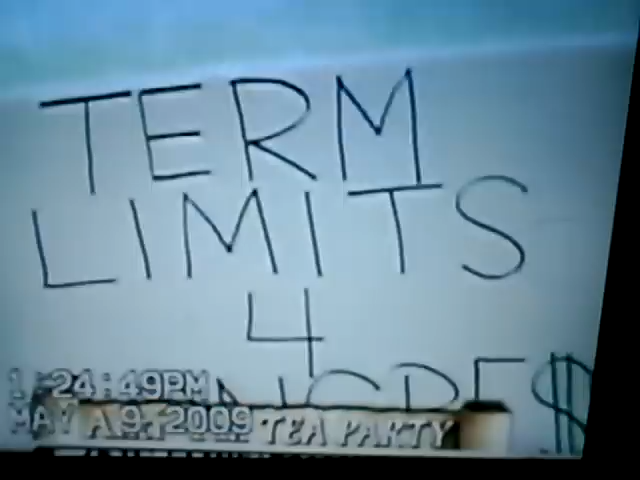 TERM
LIMITS
4
1:24:49PM
MAY 9 2009
TEA PARTY